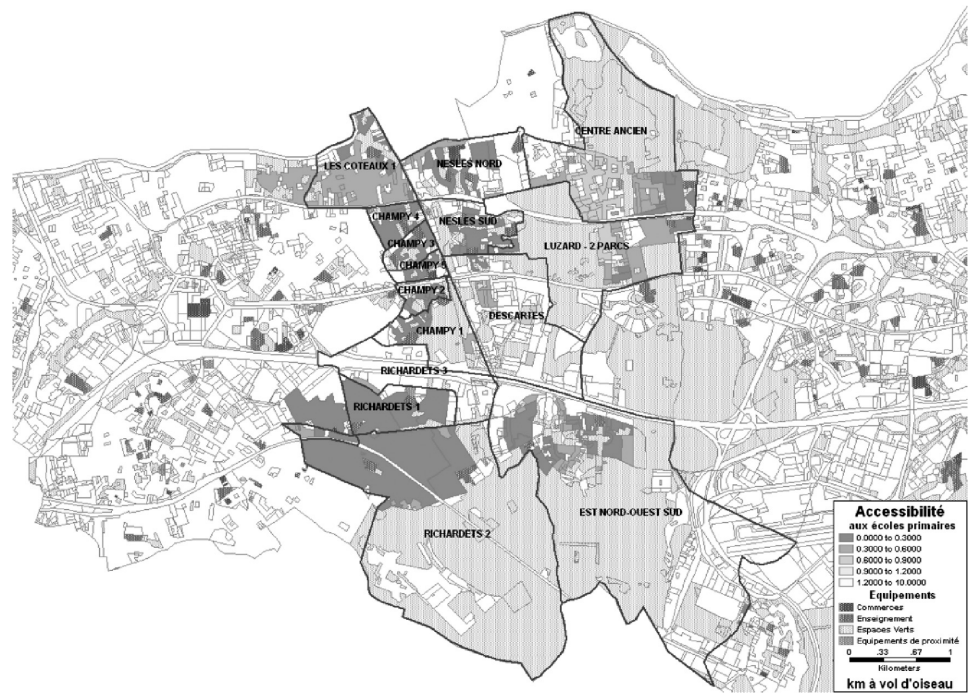 CENTRE ANCIEN
LES COTEAUX 1
NESLES NORD
CHAMPY 4
NESLES SUD
CHAMPY 3
LUZARD - 2 PARCS
CHAMPY 5
CHAMPY 2
DESCARTES
CHAMPY 1
RICHARDETS 3
RICHARDETS 1
EST NORD-OUEST SUD
RICHARDETS 2
Accessibilité
aux écoles primaires
0.0000 to 0.3000
0.3000 to 0.6000
0.6000 to 0.9000
0.9000 to 1.2000
1.2000 to 10.0000
Equipements
Commerces
Enseignement
Espaces Verts
Equipements de proximité
0 .33 .67 1
Kilometers
km à vol d'oiseau